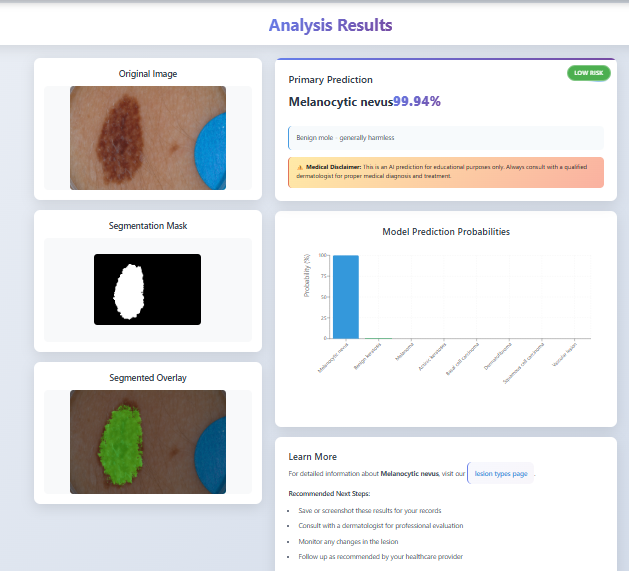 Analysis Results
Original Image
Segmentation Mask
Segmented Overlay
Primary Prediction
LOW RISK
Melanocytic nevus99.94%
Benign mole - generally harmless
⚠ Medical Disclaimer: This is an AI prediction for educational purposes only. Always consult with a qualified
dermatologist for proper medical diagnosis and treatment.
Model Prediction Probabilities
Probability (%)
100
75
50
25
0
Melanocytic nevus
Benign keratosis
Melanoma
Actinic keratosis
Basal cell carcinoma
Dermatofibroma
Squamous cell carcinoma
Vascular lesion
Learn More
For detailed information about Melanocytic nevus, visit our lesion types page .
Recommended Next Steps:
• Save or screenshot these results for your records
• Consult with a dermatologist for professional evaluation
• Monitor any changes in the lesion
• Follow up as recommended by your healthcare provider